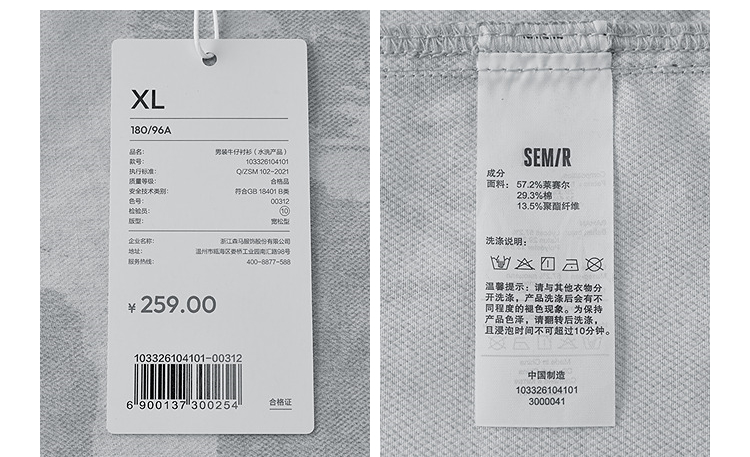 XL
180/96A
品名： 男装牛仔衬衫（水洗产品）
款号： 103326104101
执行标准： Q/ZSM 102-2021
质量等级： 合格品
安全技术类别： 符合GB 18401 B类
色号： 00312
检验员： 10
版型： 宽松型
企业名称： 浙江森马服饰股份有限公司
地址： 温州市瓯海区娄桥工业园南汇路98号
服务热线： 400-8877-588
¥ 259.00
103326104101-00312
6 900137 300254
合格证
SEM/R
成分
面料：57.2%莱赛尔
29.3%棉
13.5%聚酯纤维
洗涤说明：
温馨提示：请与其他衣物分
开洗涤，产品洗涤后会有不
同程度的褪色现象。为保持
产品色泽，请翻转后洗涤，
且浸泡时间不可超过10分钟。
中国制造
103326104101
3000041